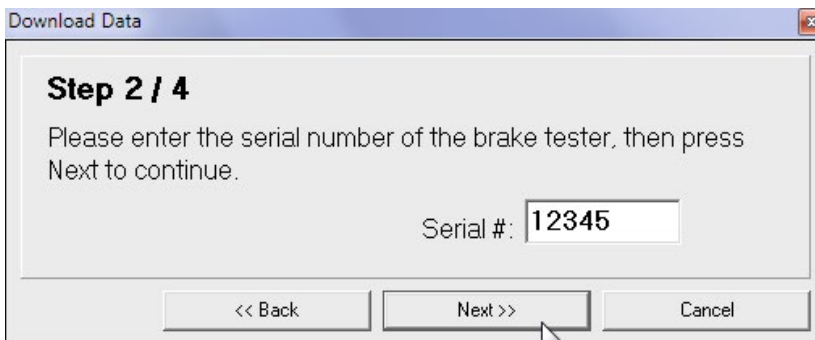 Download Data
Step 2 / 4
Please enter the serial number of the brake tester, then press
Next to continue.
Serial #: 12345
<< Back Next >> Cancel